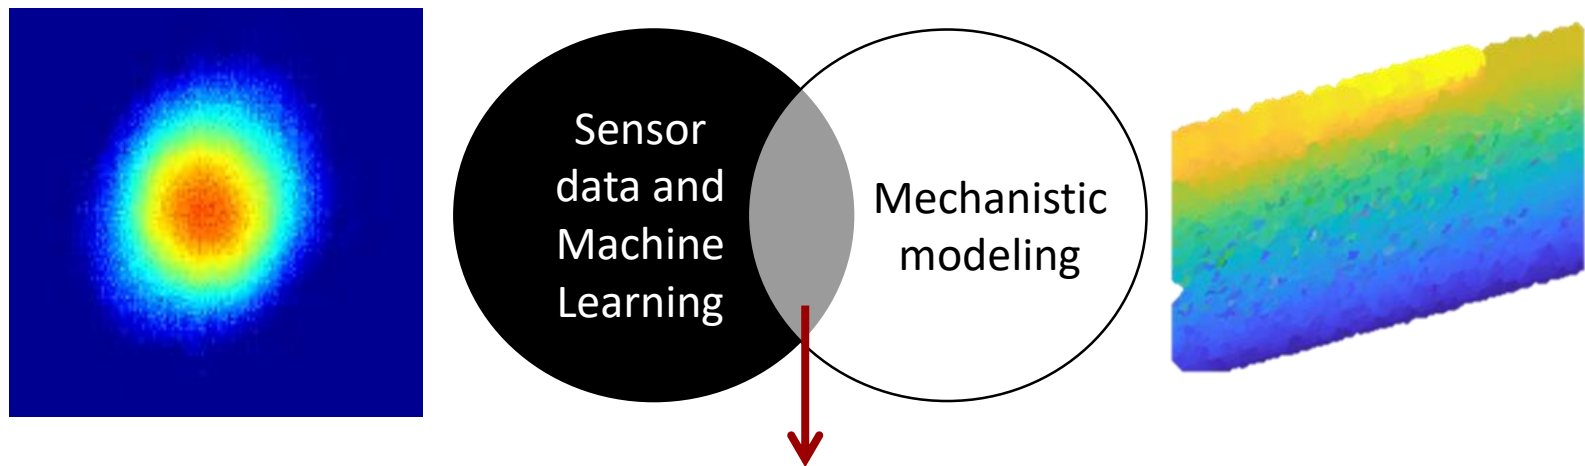 Sensor
data and
Machine
Learning
Mechanistic
modeling